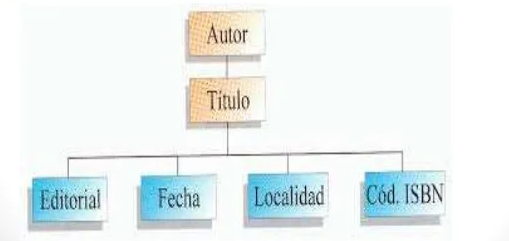 Autor
Título
Editorial
Fecha
Localidad
Cód. ISBN